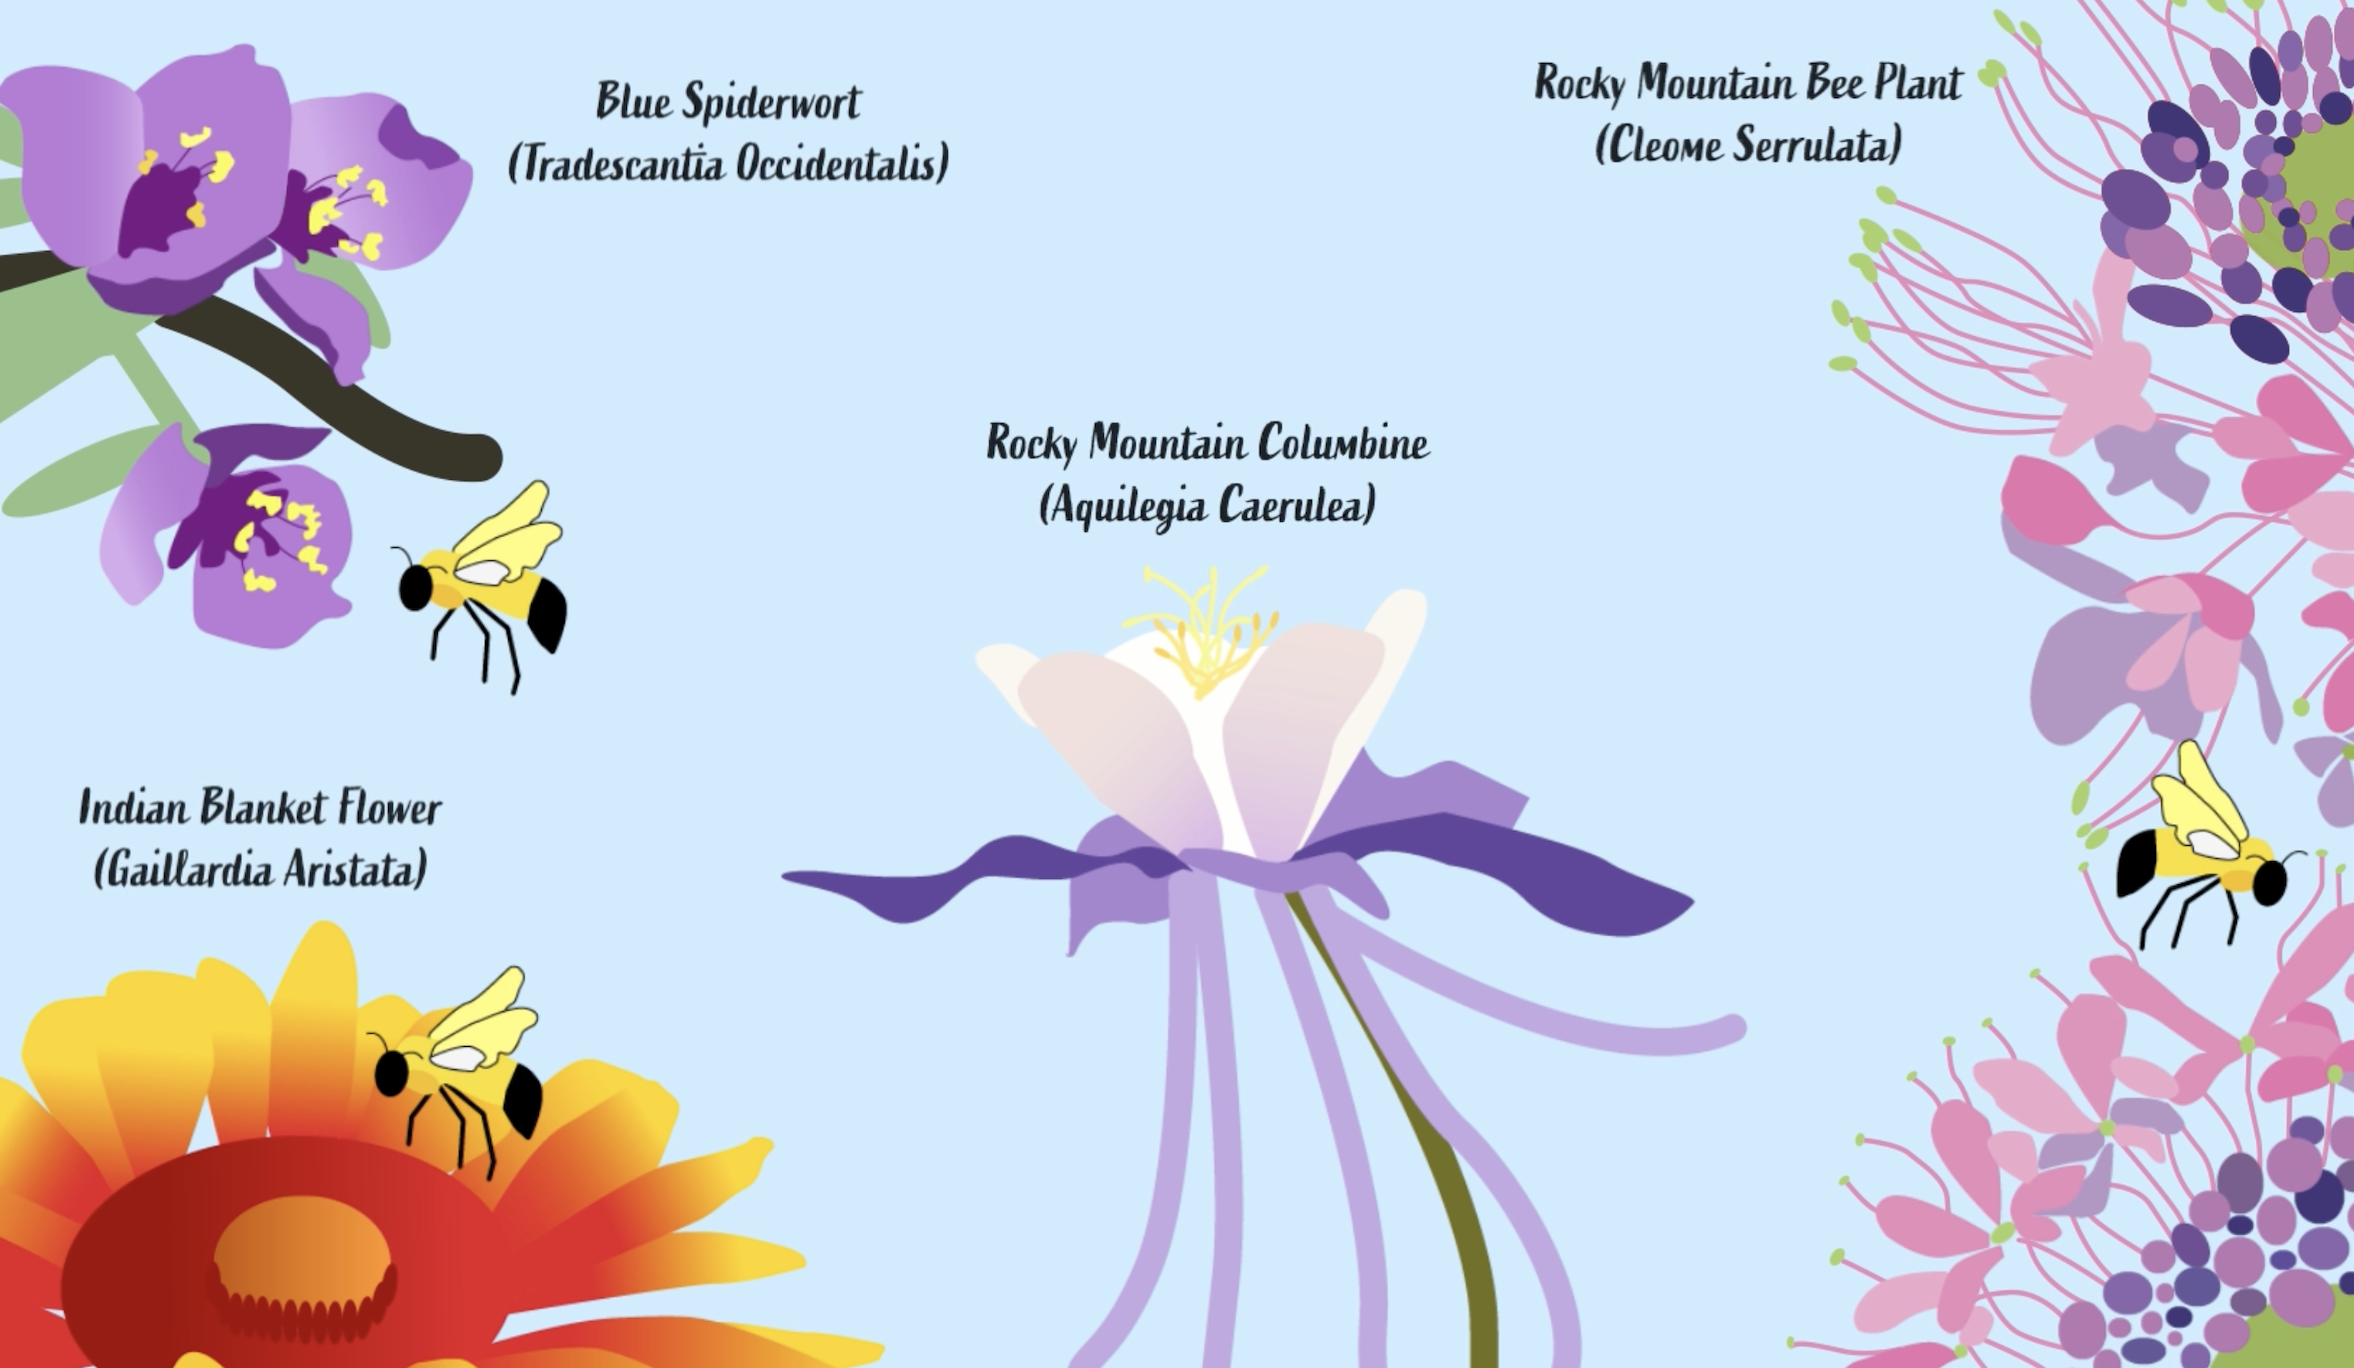 Blue Spiderwort
(Tradescantia Occidentalis)
Rocky Mountain Bee Plant
(Cleome Serrulata)
Rocky Mountain Columbine
(Aquilegia Caerulea)
Indian Blanket Flower
(Gaillardia Aristata)